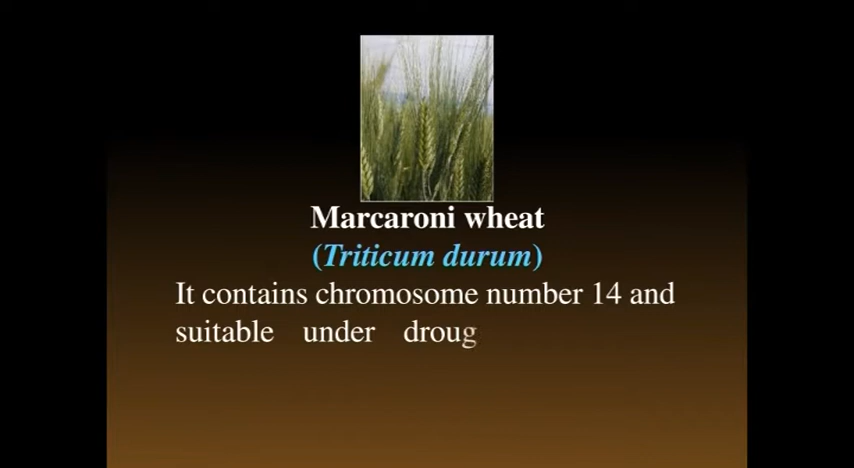 Marcaroni wheat
(Triticum durum)
It contains chromosome number 14 and
suitable under droug